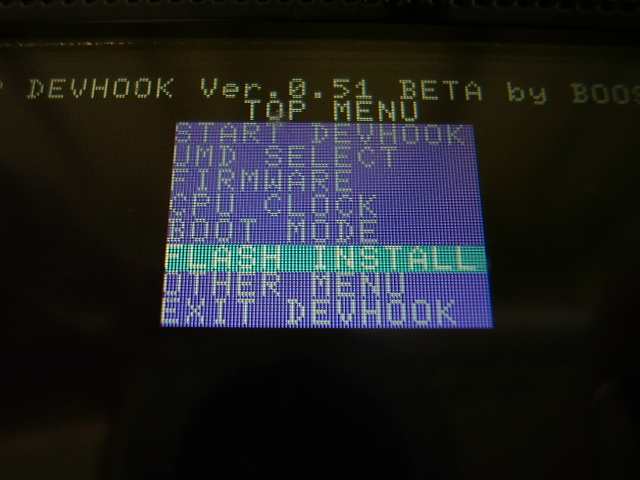 P DEVHOOK Ver.0.51 BETA by BOOS
TOP MENU
START DEVHOOK
UMD SELECT
FIRMWARE
CPU CLOCK
BOOT MODE
FLASH INSTALL
OTHER MENU
EXIT DEVHOOK